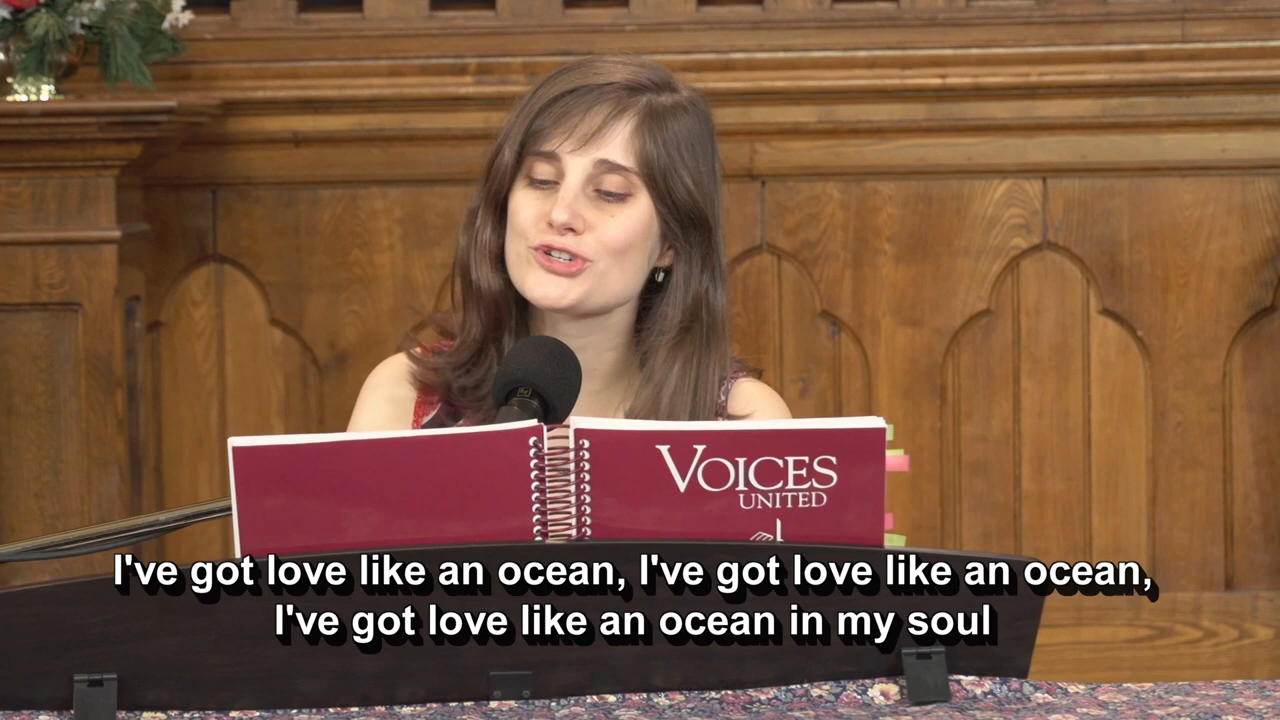 VOICES
UNITED
I've got love like an ocean, I've got love like an ocean,
I've got love like an ocean in my soul